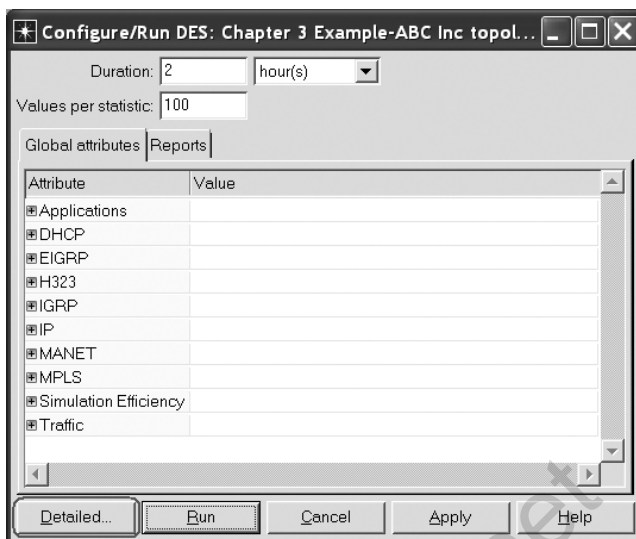 Configure/Run DES: Chapter 3 Example-ABC Inc topol...
Duration: 2 hour(s)
Values per statistic: 100
Global attributes Reports
Attribute Value
Applications
DHCP
EIGRP
H323
IGRP
IP
MANET
MPLS
Simulation Efficiency
Traffic
Detailed... Run Cancel Apply Help